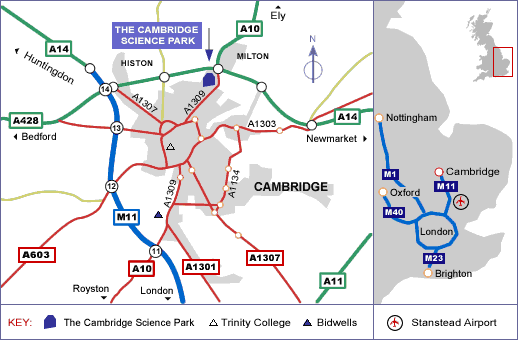 Ely
A10
THE CAMBRIDGE
SCIENCE PARK
A14
Huntingdon
HISTON
MILTON
N
14
A1307
A1309
A428
Bedford
13
A1303
A14
Newmarket
12
A1309
A1134
CAMBRIDGE
M11
11
A603
A10
A1301
A1307
A11
Royston
London
Nottingham
M1
Cambridge
M11
Oxford
M40
London
M23
Brighton
KEY:
The Cambridge Science Park
Trinity College
Bidwells
Stanstead Airport